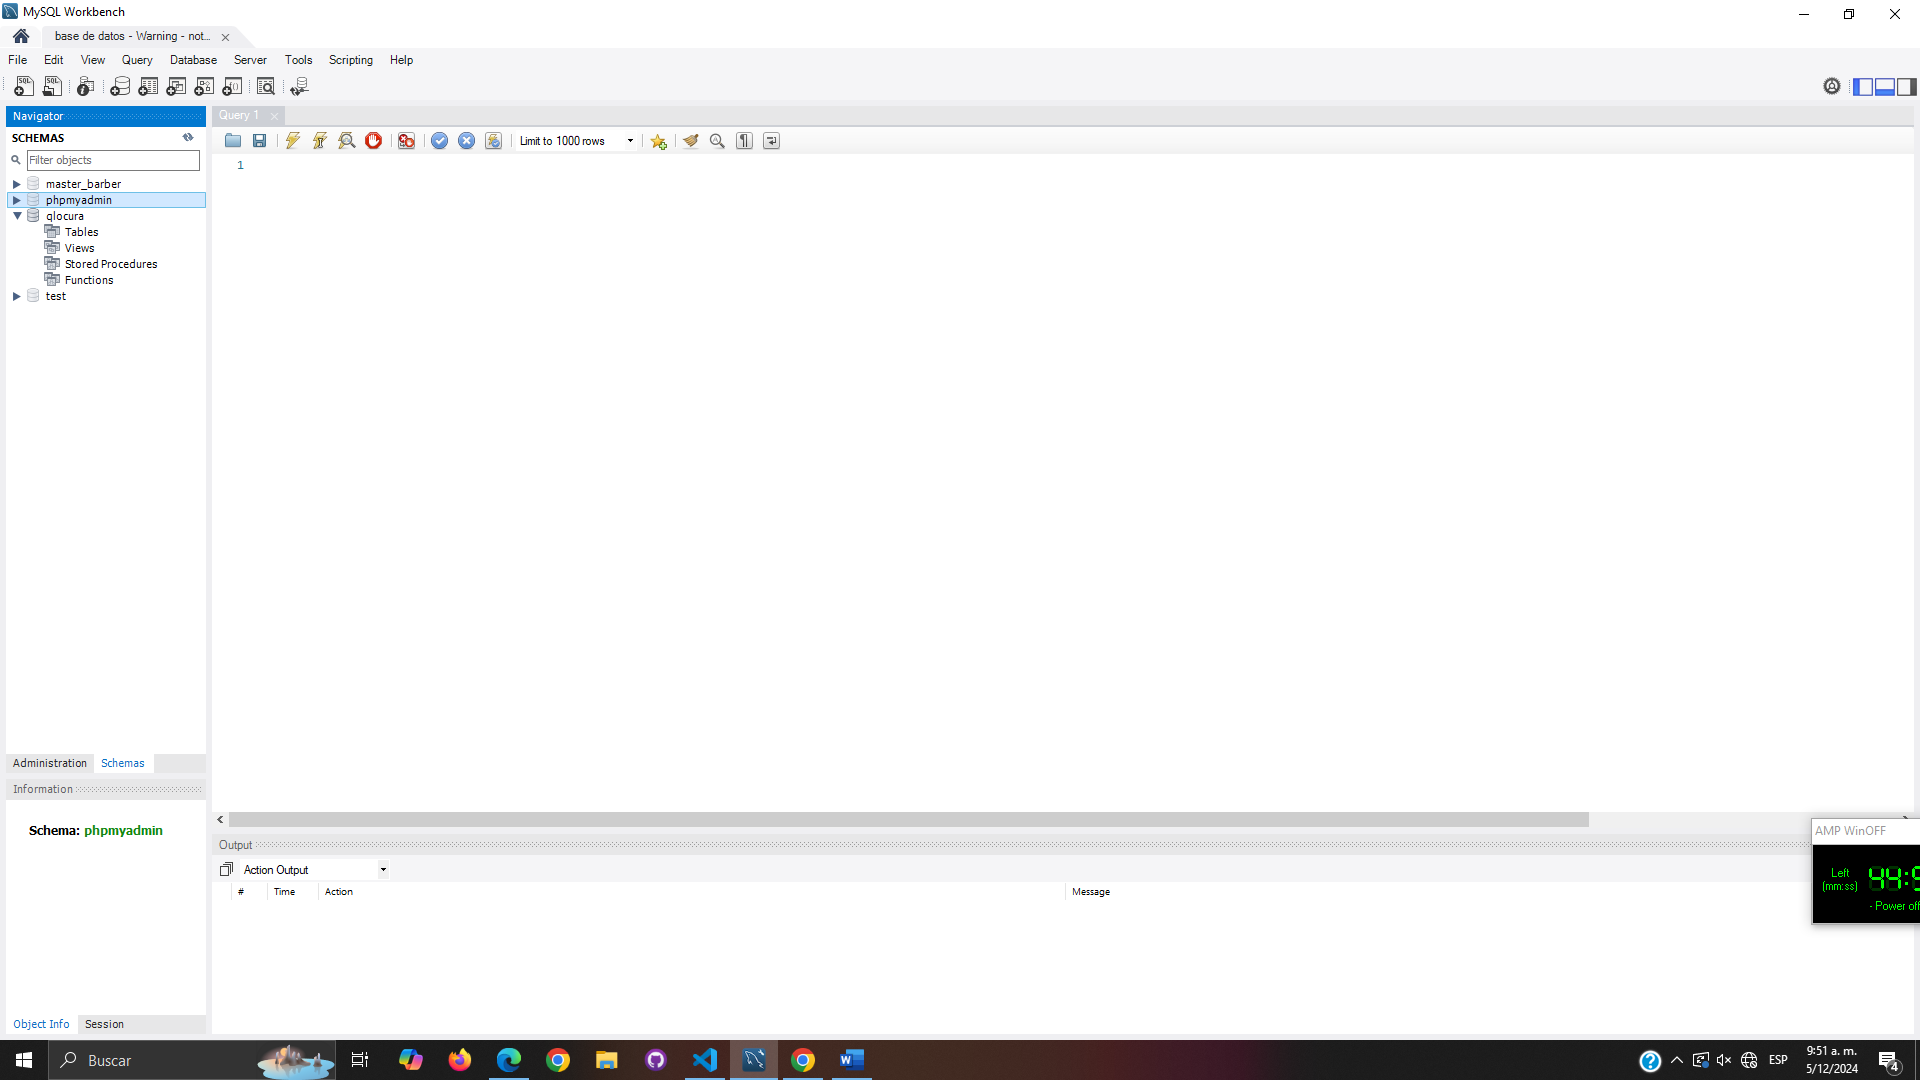 MySQL Workbench
base de datos - Warning - not...
File Edit View Query Database Server Tools Scripting Help
Navigator
Query 1
SCHEMAS
Limit to 1000 rows
Filter objects
1
master_barber
phpmyadmin
qlocura
Tables
Views
Stored Procedures
Functions
test
Administration Schemas
Information
Schema: phpmyadmin
Output
AMP WinOFF
Action Output
Left
(mm:ss)
44:
- Power off
# Time Action Message
Object Info Session
Buscar
ESP
9:51 a. m.
5/12/2024
4